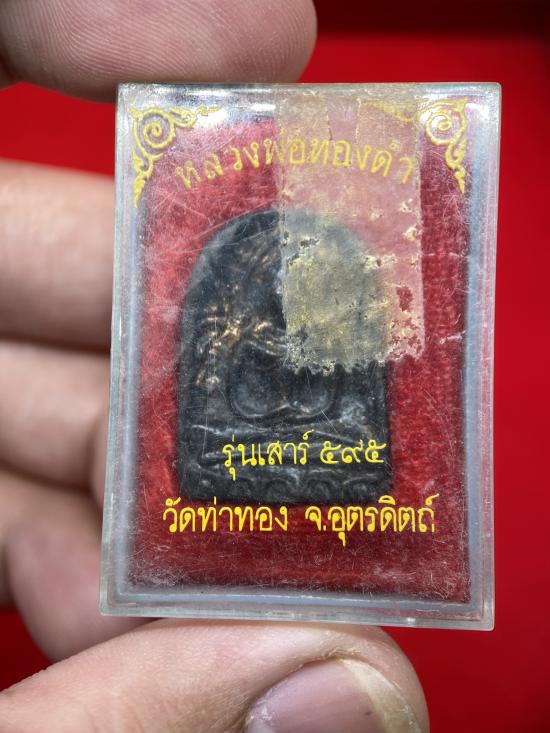 หลวงพ่อทองดำ
รุ่นเสาร์ ๕๙๕
วัดท่าทอง จ.อุตรดิตถ์